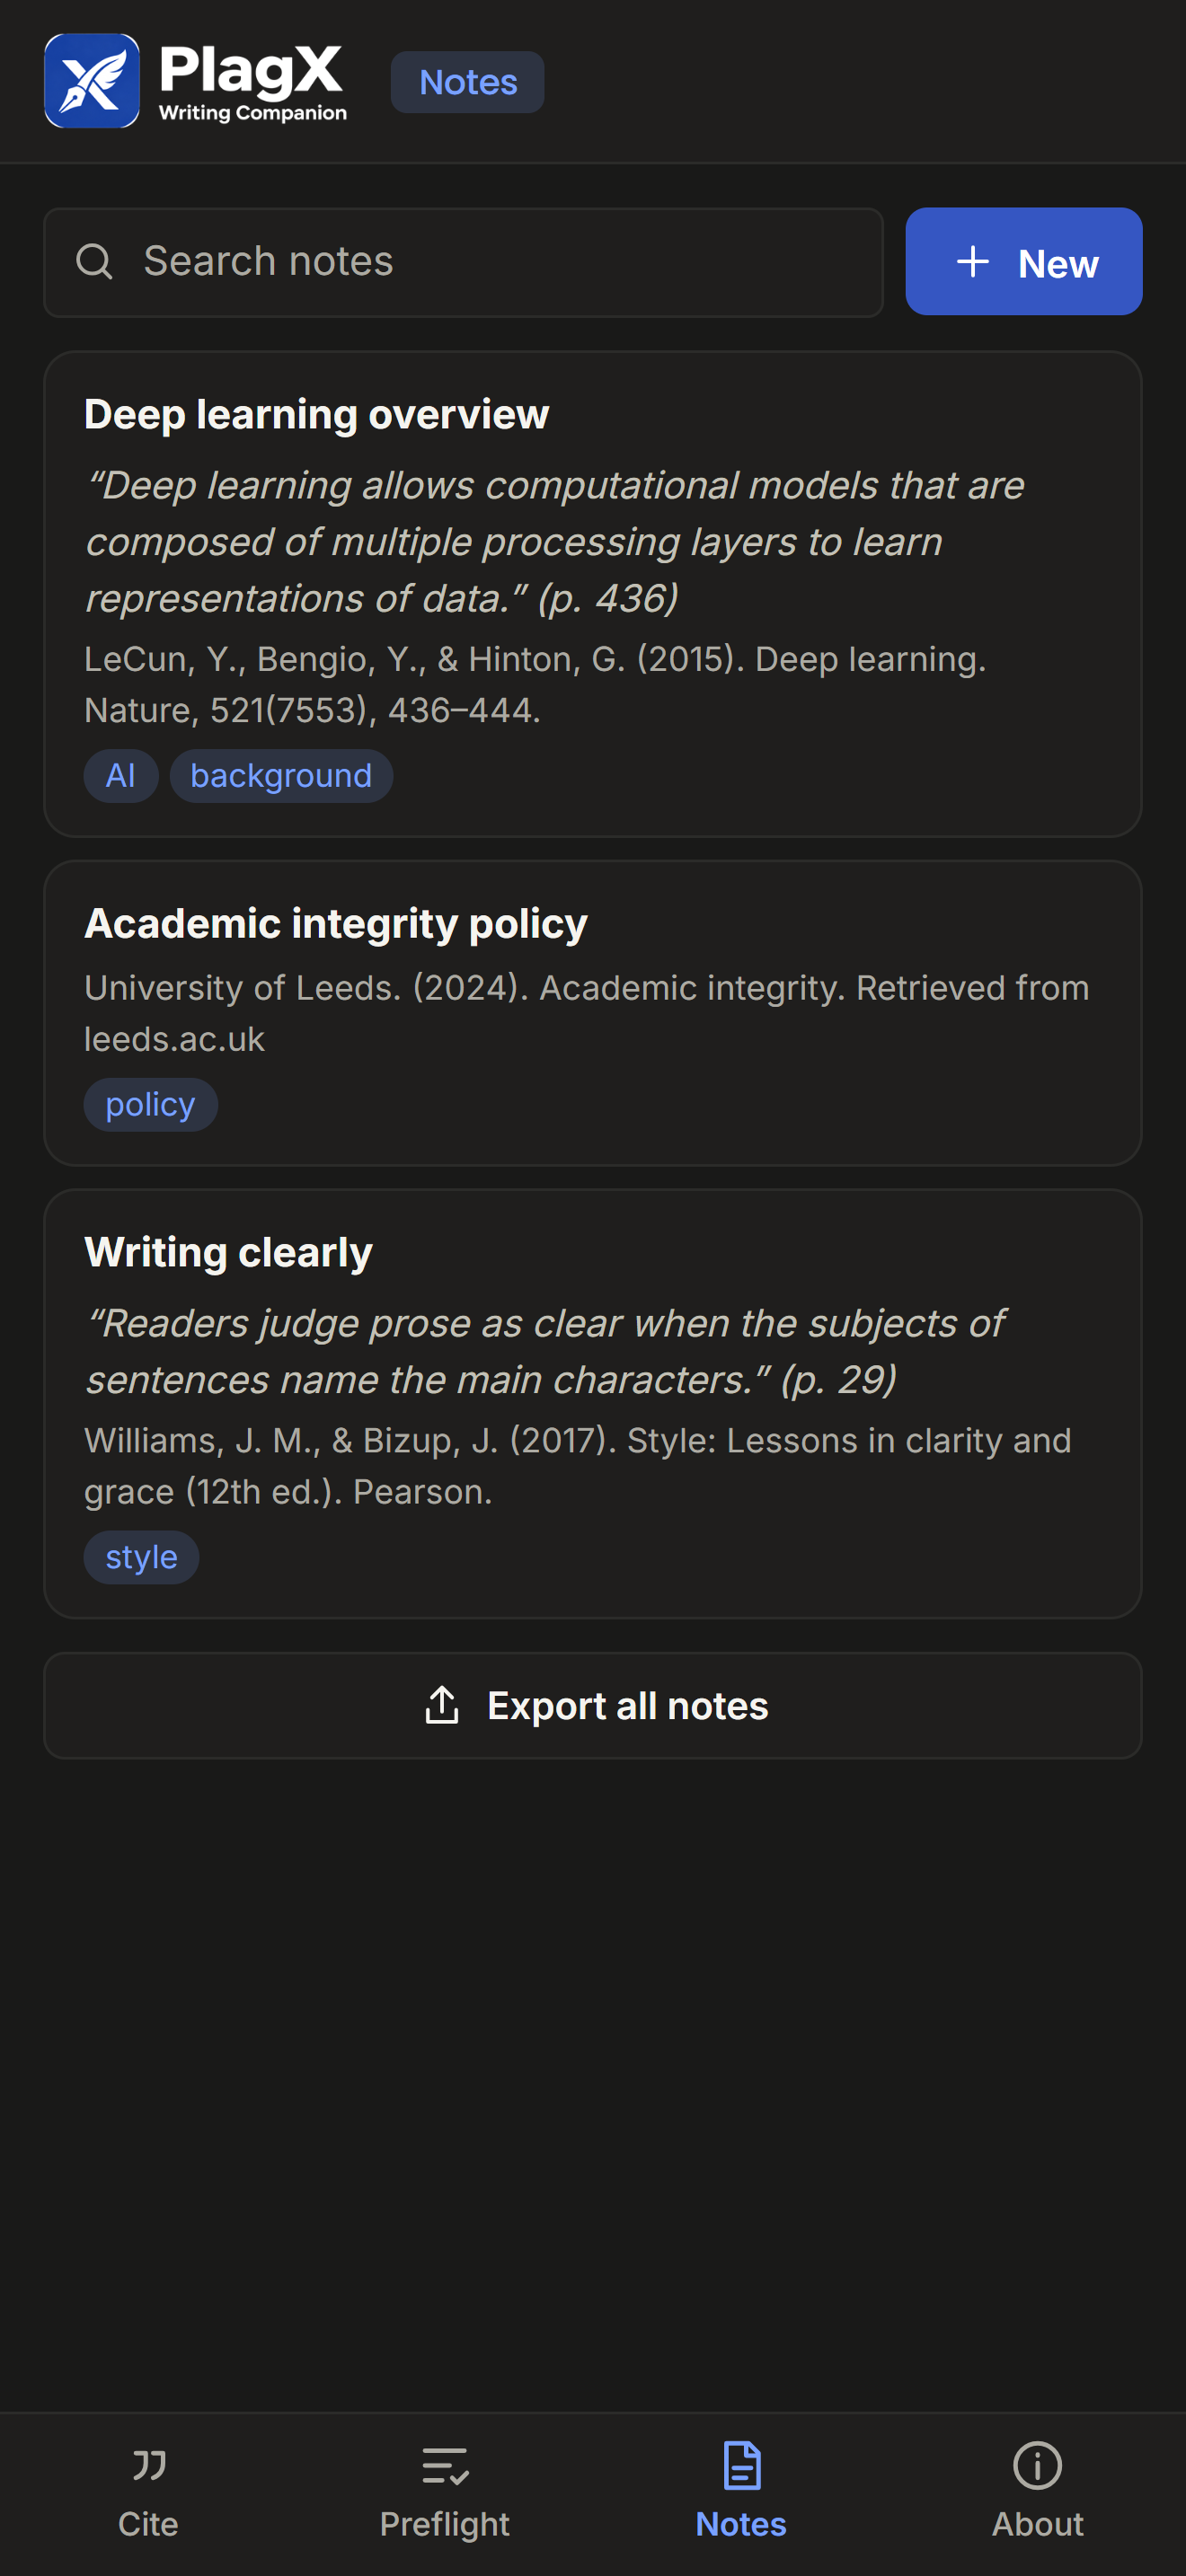 PlagX
Writing Companion
Notes
Search notes
New
Deep learning overview
“Deep learning allows computational models that are
composed of multiple processing layers to learn
representations of data.” (p. 436)
LeCun, Y., Bengio, Y., & Hinton, G. (2015). Deep learning.
Nature, 521(7553), 436–444.
AI background
Academic integrity policy
University of Leeds. (2024). Academic integrity. Retrieved from
leeds.ac.uk
policy
Writing clearly
“Readers judge prose as clear when the subjects of
sentences name the main characters.” (p. 29)
Williams, J. M., & Bizup, J. (2017). Style: Lessons in clarity and
grace (12th ed.). Pearson.
style
Export all notes
Cite Preflight Notes About